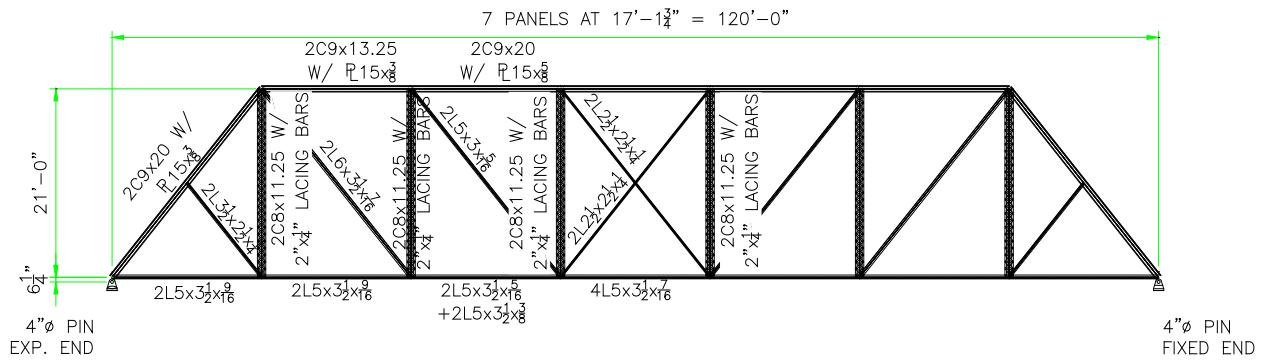 7 PANELS AT 17'-1¾" = 120'-0"
2C9x13.25
W/ PL15x⅜
2C9x20
W/ PL15x⅝
2C9x20 W/
PL15x⅜
2L3½x2½x¼
2C8x11.25 W/
2"x¼" LACING BARS
2L6x3½x7/16
2C8x11.25 W/
2"x¼" LACING BARS
2L5x3x5/16
2C8x11.25 W/
2"x¼" LACING BARS
2L2½x2½x¼
2L2½x2½x¼
2C8x11.25 W/
2"x¼" LACING BARS
21'-0"
6¼"
2L5x3½x9/16
2L5x3½x9/16
2L5x3½x5/16
+2L5x3½x⅜
4L5x3½x7/16
4"ø PIN
EXP. END
4"ø PIN
FIXED END